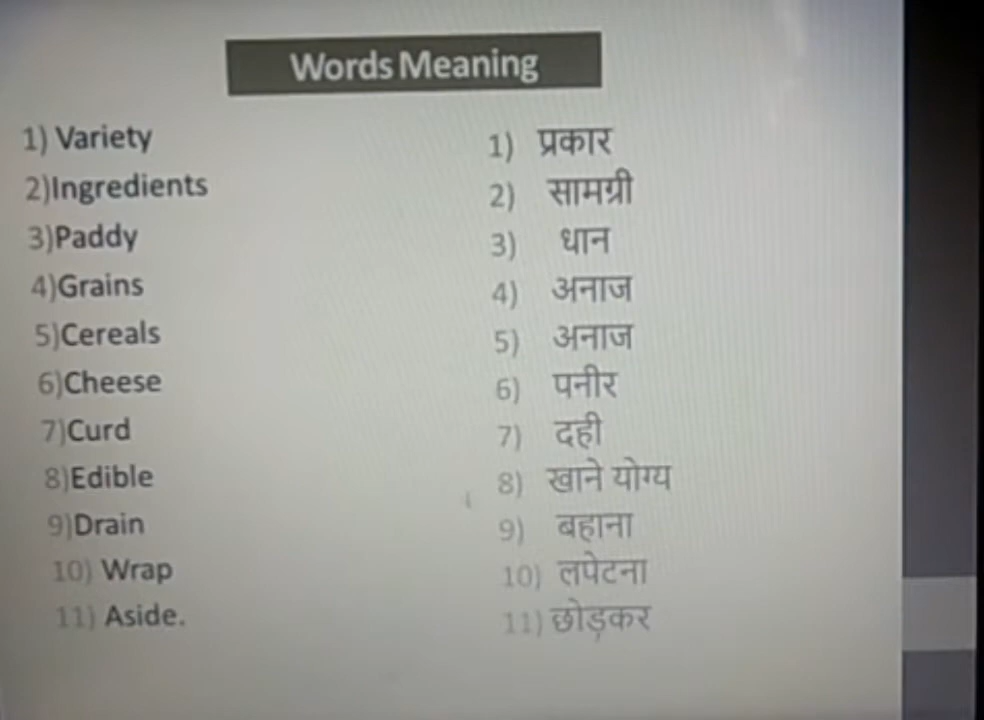 Words Meaning
1) Variety 1) प्रकार
2)Ingredients 2) सामग्री
3)Paddy 3) धान
4)Grains 4) अनाज
5)Cereals 5) अनाज
6)Cheese 6) पनीर
7)Curd 7) दही
8)Edible 8) खाने योग्य
9)Drain 9) बहाना
10) Wrap 10) लपेटना
11) Aside. 11) छोड़कर